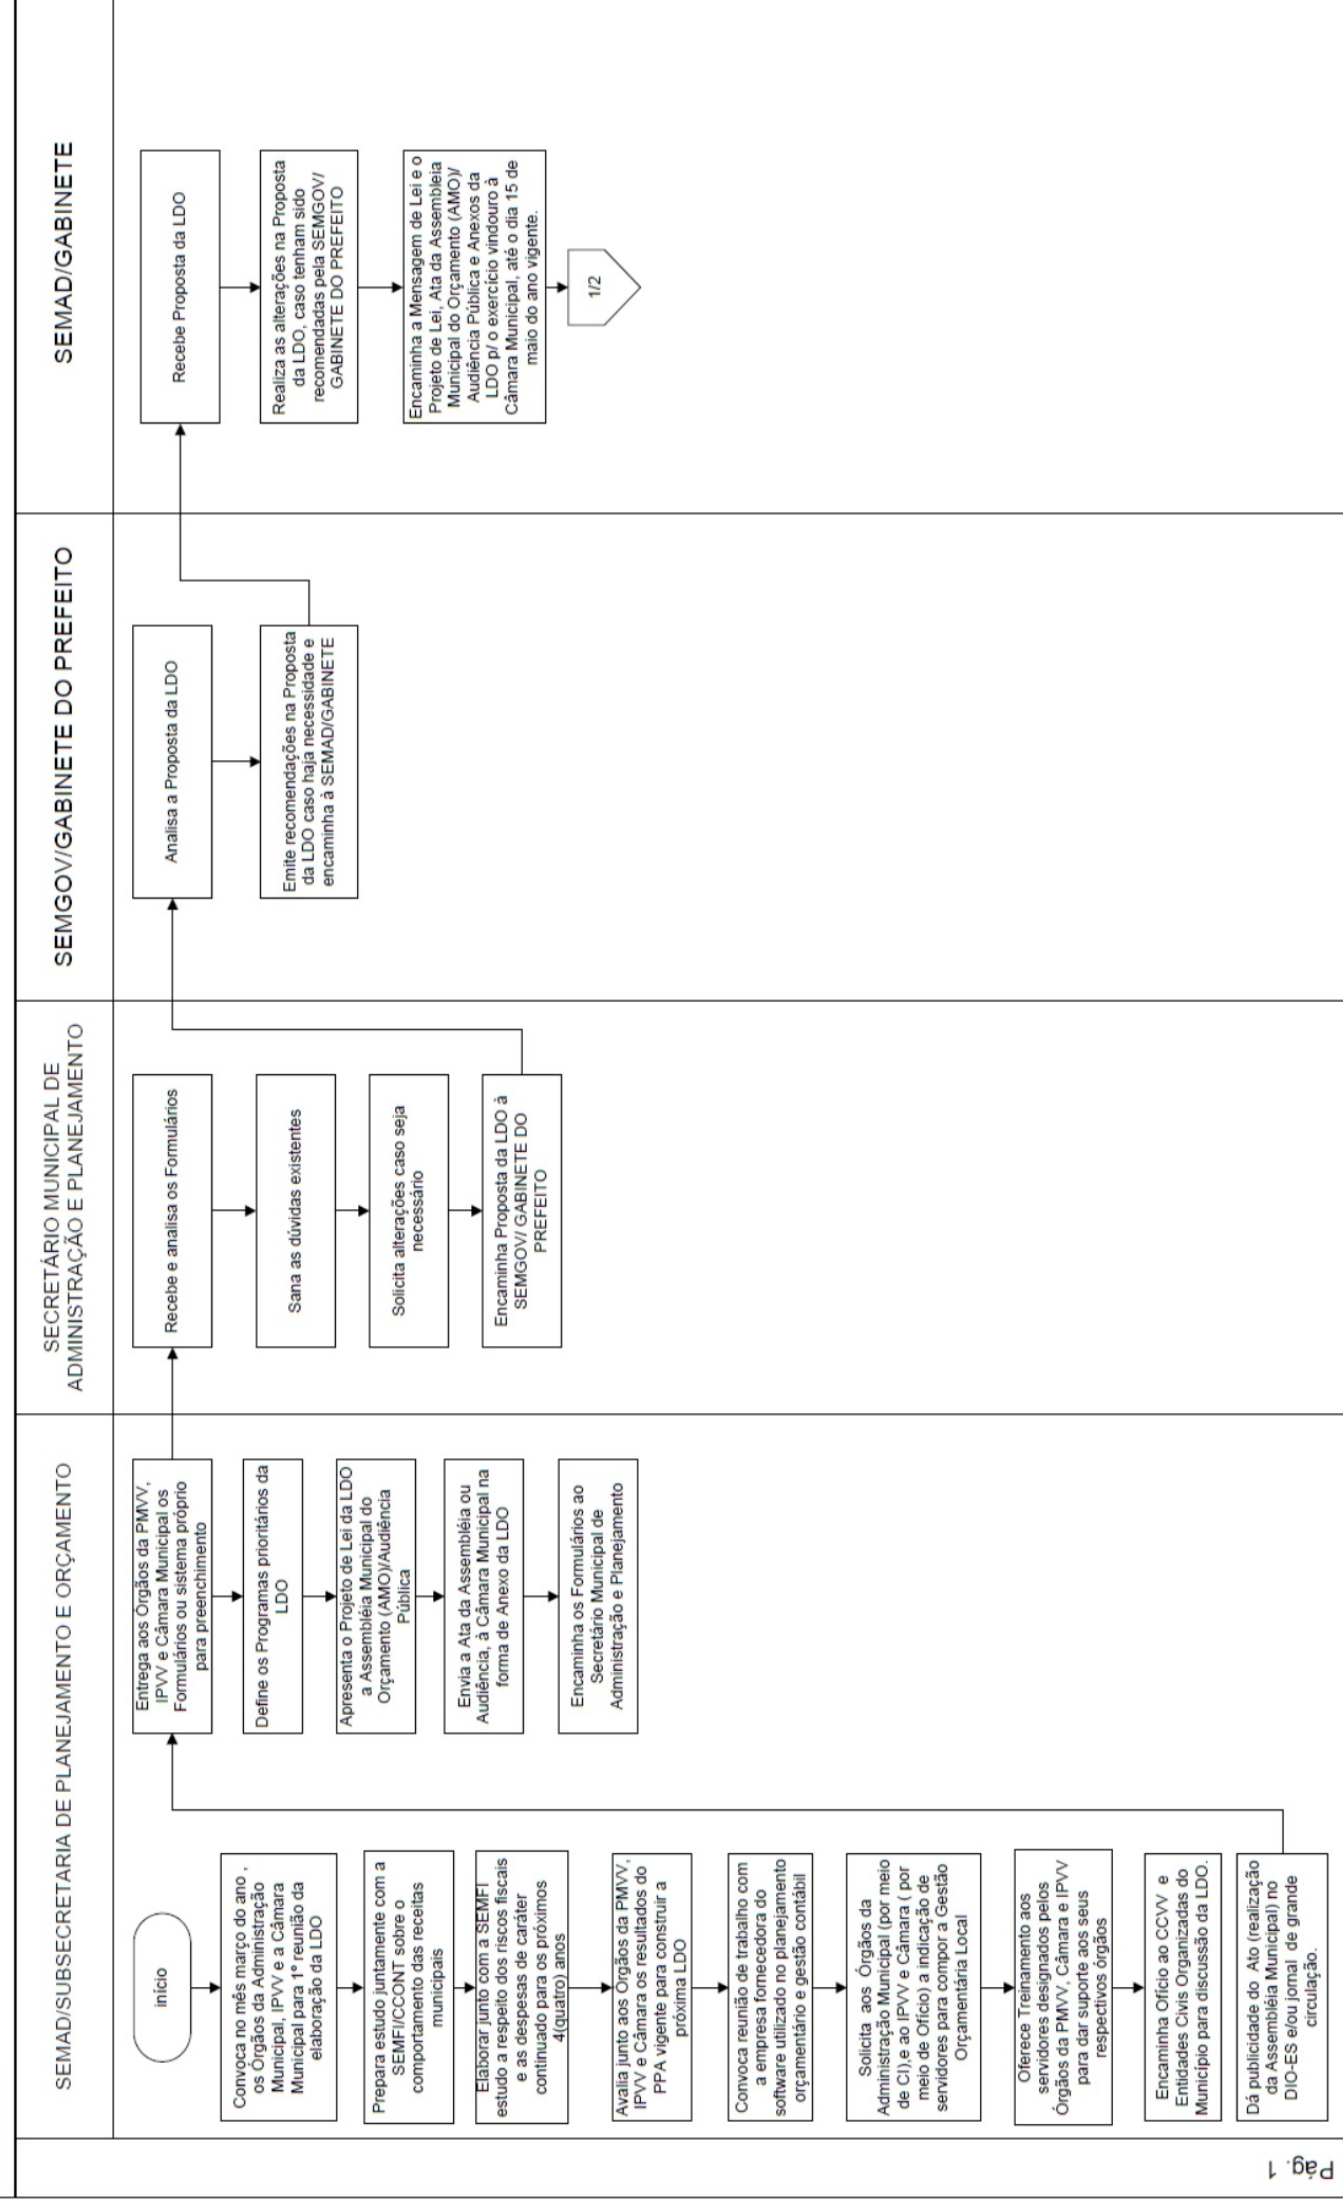 SEMAD/SUBSECRETARIA DE PLANEJAMENTO E ORÇAMENTO
início
Convoca no mês março do ano ,
os Órgãos da Administração
Municipal, IPVV e a Câmara
Municipal para 1º reunião da
elaboração da LDO
Prepara estudo juntamente com a
SEMFI/CCONT sobre o
comportamento das receitas
municipais
Elaborar junto com a SEMFI
estudo a respeito dos riscos fiscais
e as despesas de caráter
continuado para os próximos
4(quatro) anos
Avalia junto aos Órgãos da PMVV,
IPVV e Câmara os resultados do
PPA vigente para construir a
próxima LDO
Convoca reunião de trabalho com
a empresa fornecedora do
software utilizado no planejamento
orçamentário e gestão contábil
Solicita aos Órgãos da
Administração Municipal (por meio
de CI),e ao IPVV e Câmara ( por
meio de Ofício) a indicação de
servidores para compor a Gestão
Orçamentária Local
Oferece Treinamento aos
servidores designados pelos
Órgãos da PMVV, Câmara e IPVV
para dar suporte aos seus
respectivos órgãos
Encaminha Ofício ao CCVV e
Entidades Civis Organizadas do
Município para discussão da LDO.
Dá publicidade do Ato (realização
da Assembléia Municipal) no
DIO-ES e/ou jornal de grande
circulação.
Entrega aos Órgãos da PMVV,
IPVV e Câmara Municipal os
Formulários ou sistema próprio
para preenchimento
Define os Programas prioritários da
LDO
Apresenta o Projeto de Lei da LDO
a Assembléia Municipal do
Orçamento (AMO)/Audiência
Pública
Envia a Ata da Assembléia ou
Audiência, à Câmara Municipal na
forma de Anexo da LDO
Encaminha os Formulários ao
Secretário Municipal de
Administração e Planejamento
SECRETÁRIO MUNICIPAL DE
ADMINISTRAÇÃO E PLANEJAMENTO
Recebe e analisa os Formulários
Sana as dúvidas existentes
Solicita alterações caso seja
necessário
Encaminha Proposta da LDO à
SEMGOV/ GABINETE DO
PREFEITO
SEMGOV/GABINETE DO PREFEITO
Analisa a Proposta da LDO
Emite recomendações na Proposta
da LDO caso haja necessidade e
encaminha à SEMAD/GABINETE
SEMAD/GABINETE
Recebe Proposta da LDO
Realiza as alterações na Proposta
da LDO, caso tenham sido
recomendadas pela SEMGOV/
GABINETE DO PREFEITO
Encaminha a Mensagem de Lei e o
Projeto de Lei, Ata da Assembleia
Municipal do Orçamento (AMO)/
Audiência Pública e Anexos da
LDO p/ o exercício vindouro à
Câmara Municipal, até o dia 15 de
maio do ano vigente.
1/2
Pág. 1